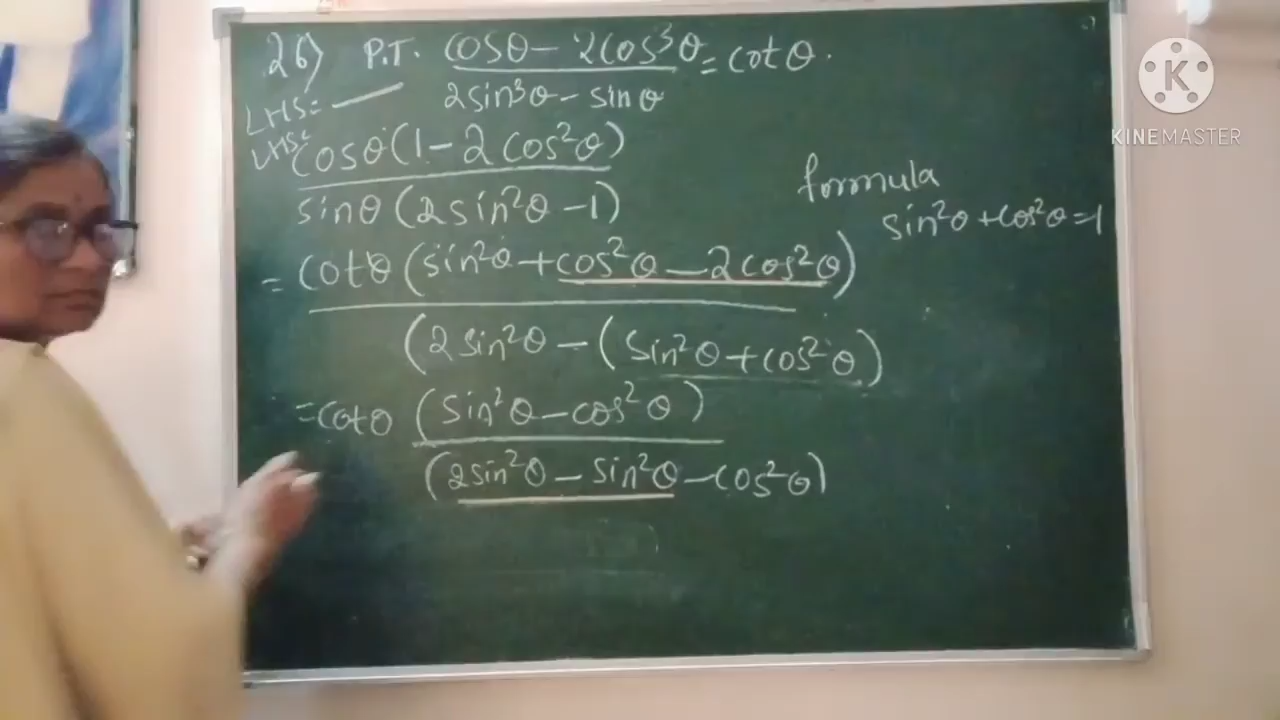 26) P.T. cosθ - 2cos³θ = cotθ.
2sin³θ - sinθ
LHS=
LHS= cosθ(1 - 2cos²θ)
sinθ(2sin²θ - 1)
formula
sin²θ + cos²θ = 1
= cotθ (sin²θ + cos²θ - 2cos²θ)
(2sin²θ - (sin²θ + cos²θ)
= cotθ (sin²θ - cos²θ)
(2sin²θ - sin²θ - cos²θ)
K
KINEMASTER